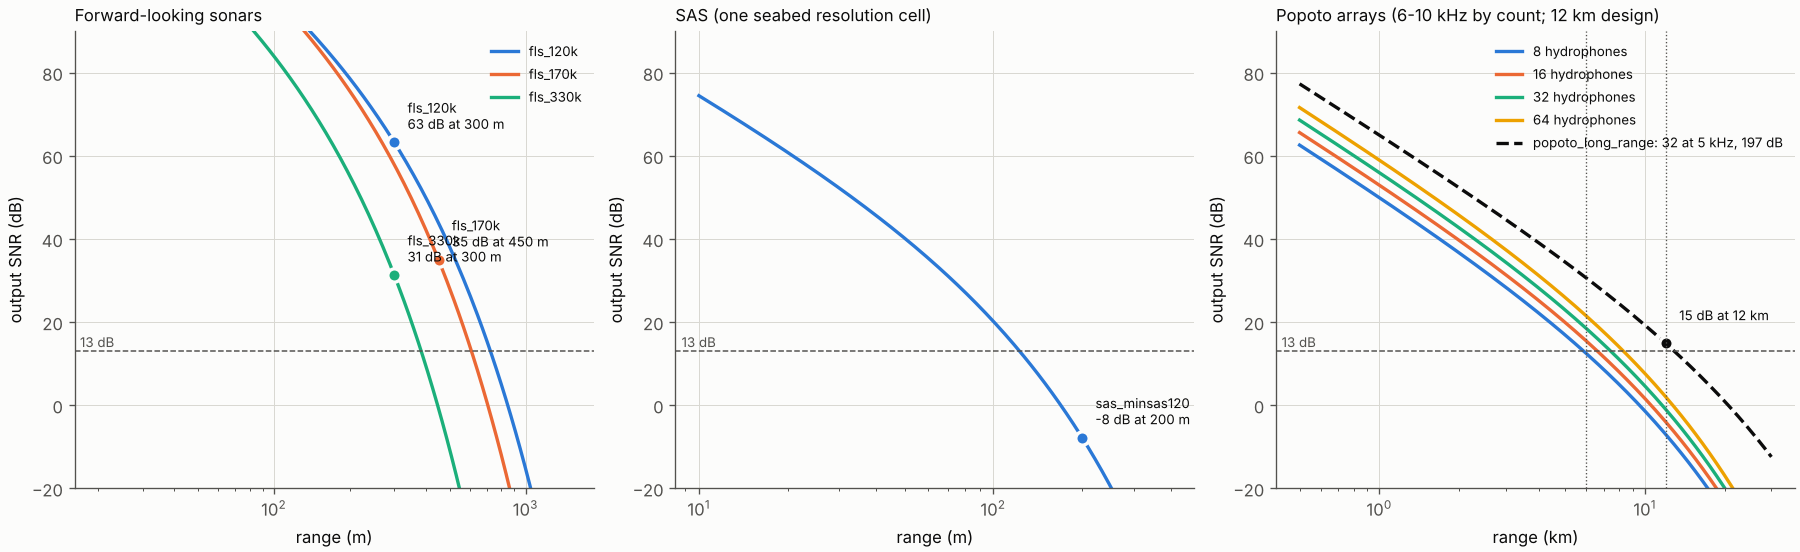 Forward-looking sonars
output SNR (dB)
80
60
40
20
0
−20
fls_120k
fls_170k
fls_330k
fls_120k
63 dB at 300 m
fls_170k
35 dB at 450 m
fls_330k
31 dB at 300 m
13 dB
10²
10³
range (m)
SAS (one seabed resolution cell)
output SNR (dB)
80
60
40
20
0
−20
13 dB
sas_minsas120
-8 dB at 200 m
10¹
10²
range (m)
Popoto arrays (6-10 kHz by count; 12 km design)
output SNR (dB)
80
60
40
20
0
−20
8 hydrophones
16 hydrophones
32 hydrophones
64 hydrophones
popoto_long_range: 32 at 5 kHz, 197 dB
15 dB at 12 km
13 dB
10⁰
10¹
range (km)